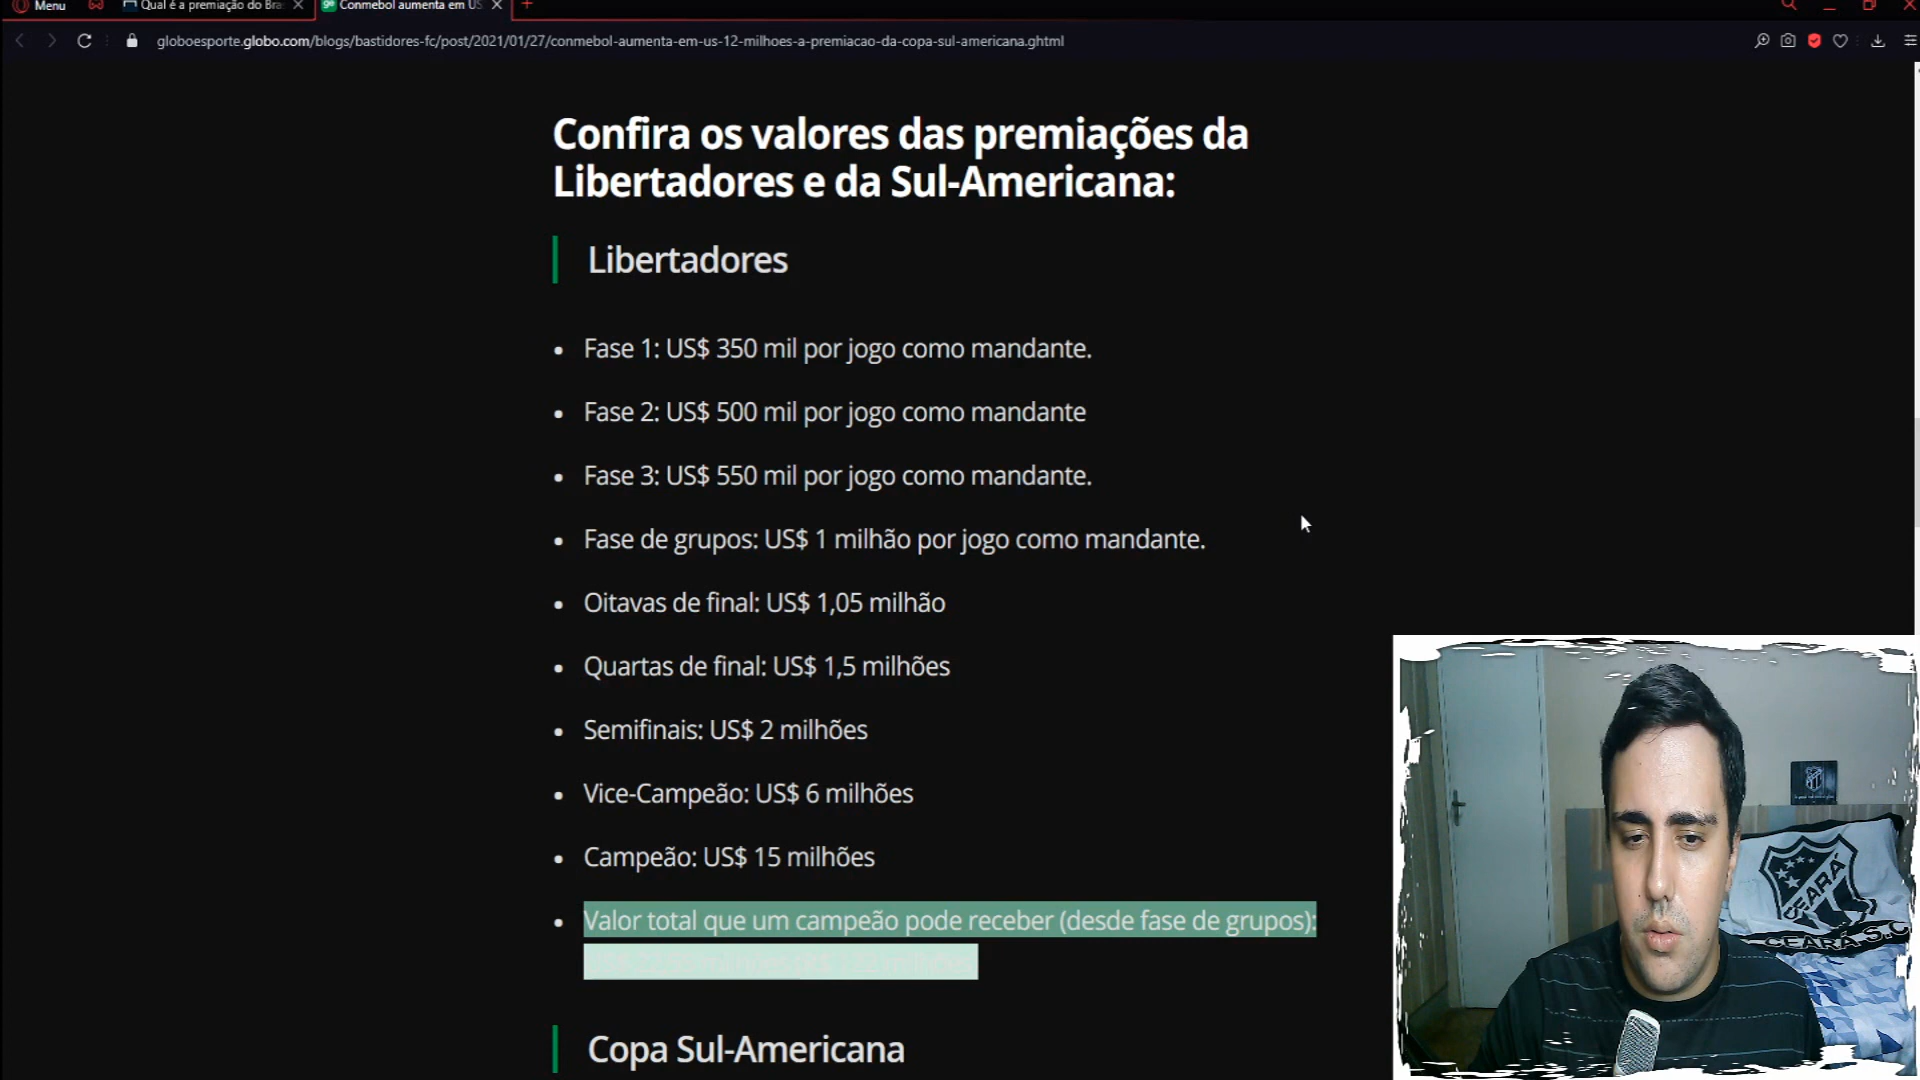 Menu
Qual é a premiação do Bra
Conmebol aumenta em US
globoesporte.globo.com/blogs/bastidores-fc/post/2021/01/27/conmebol-aumenta-em-us-12-milhoes-a-premiacao-da-copa-sul-americana.ghtml
Confira os valores das premiações da
Libertadores e da Sul-Americana:
Libertadores
• Fase 1: US$ 350 mil por jogo como mandante.
• Fase 2: US$ 500 mil por jogo como mandante
• Fase 3: US$ 550 mil por jogo como mandante.
• Fase de grupos: US$ 1 milhão por jogo como mandante.
• Oitavas de final: US$ 1,05 milhão
• Quartas de final: US$ 1,5 milhões
• Semifinais: US$ 2 milhões
• Vice-Campeão: US$ 6 milhões
• Campeão: US$ 15 milhões
• Valor total que um campeão pode receber (desde fase de grupos):
Copa Sul-Americana
CEARÁ
CEARÁ S.C